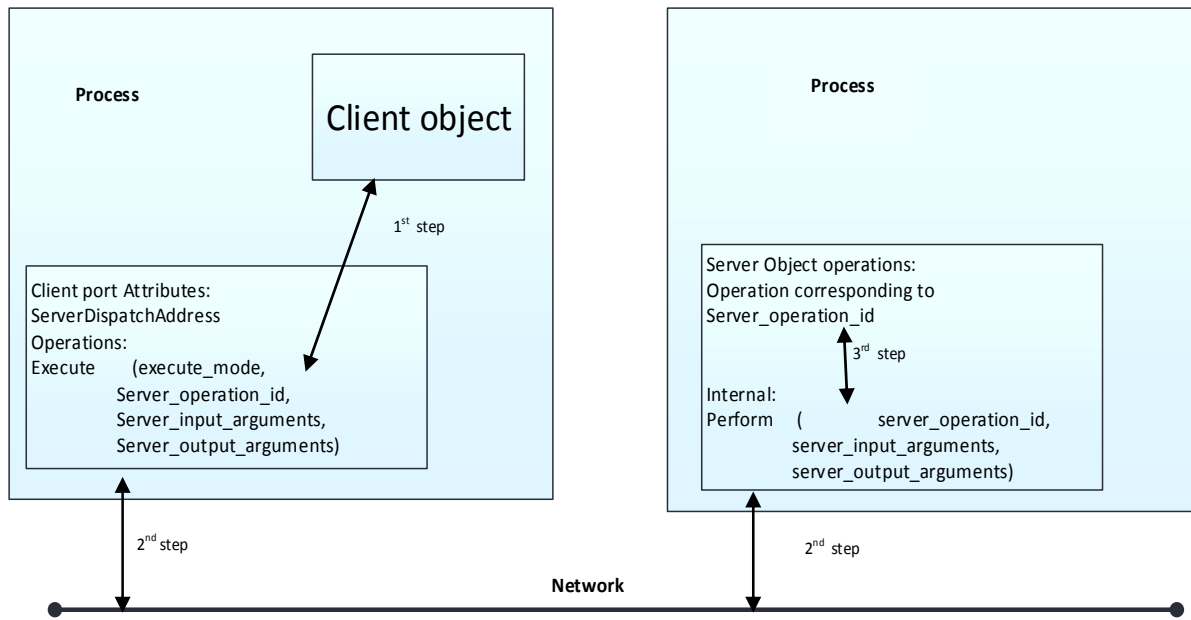 Process
Client object
1st step
Client port Attributes:
ServerDispatchAddress
Operations:
Execute (execute_mode,
Server_operation_id,
Server_input_arguments,
Server_output_arguments)
2nd step
Process
Server Object operations:
Operation corresponding to
Server_operation_id
3rd step
Internal:
Perform ( server_operation_id,
server_input_arguments,
server_output_arguments)
2nd step
Network